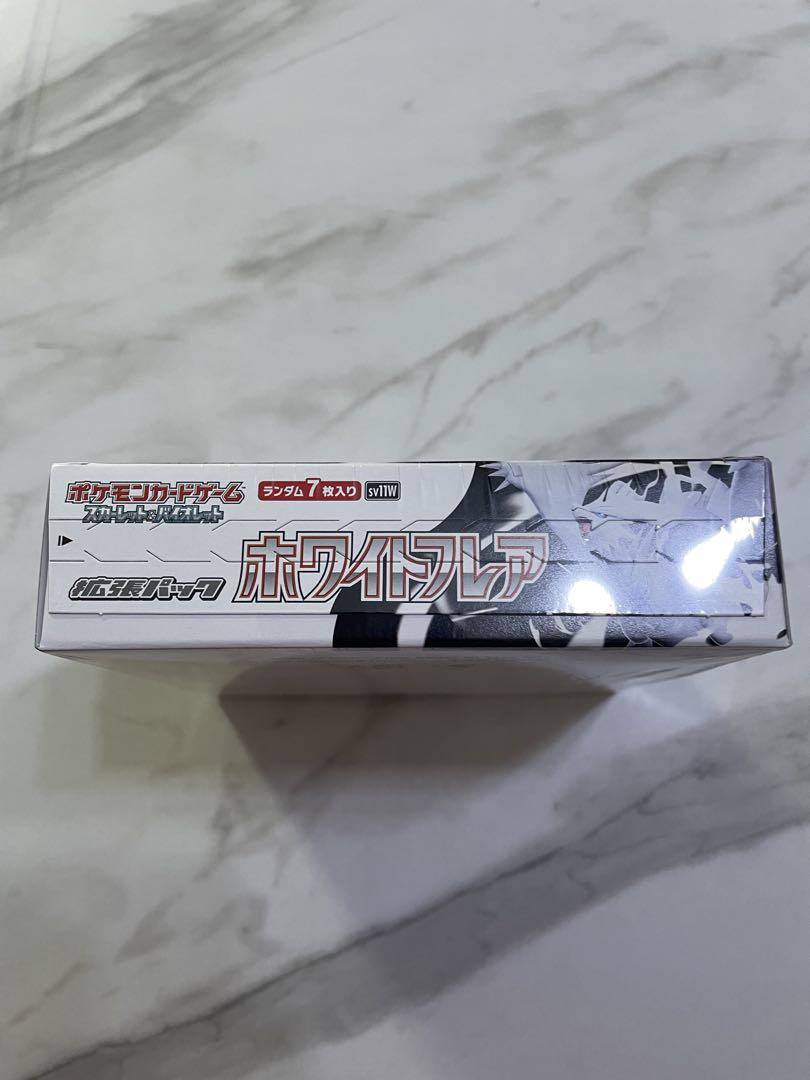 ポケモンカードゲーム
スカーレット&バイオレット
ランダム7枚入り
sv11W
拡張パック
ホワイトフレア